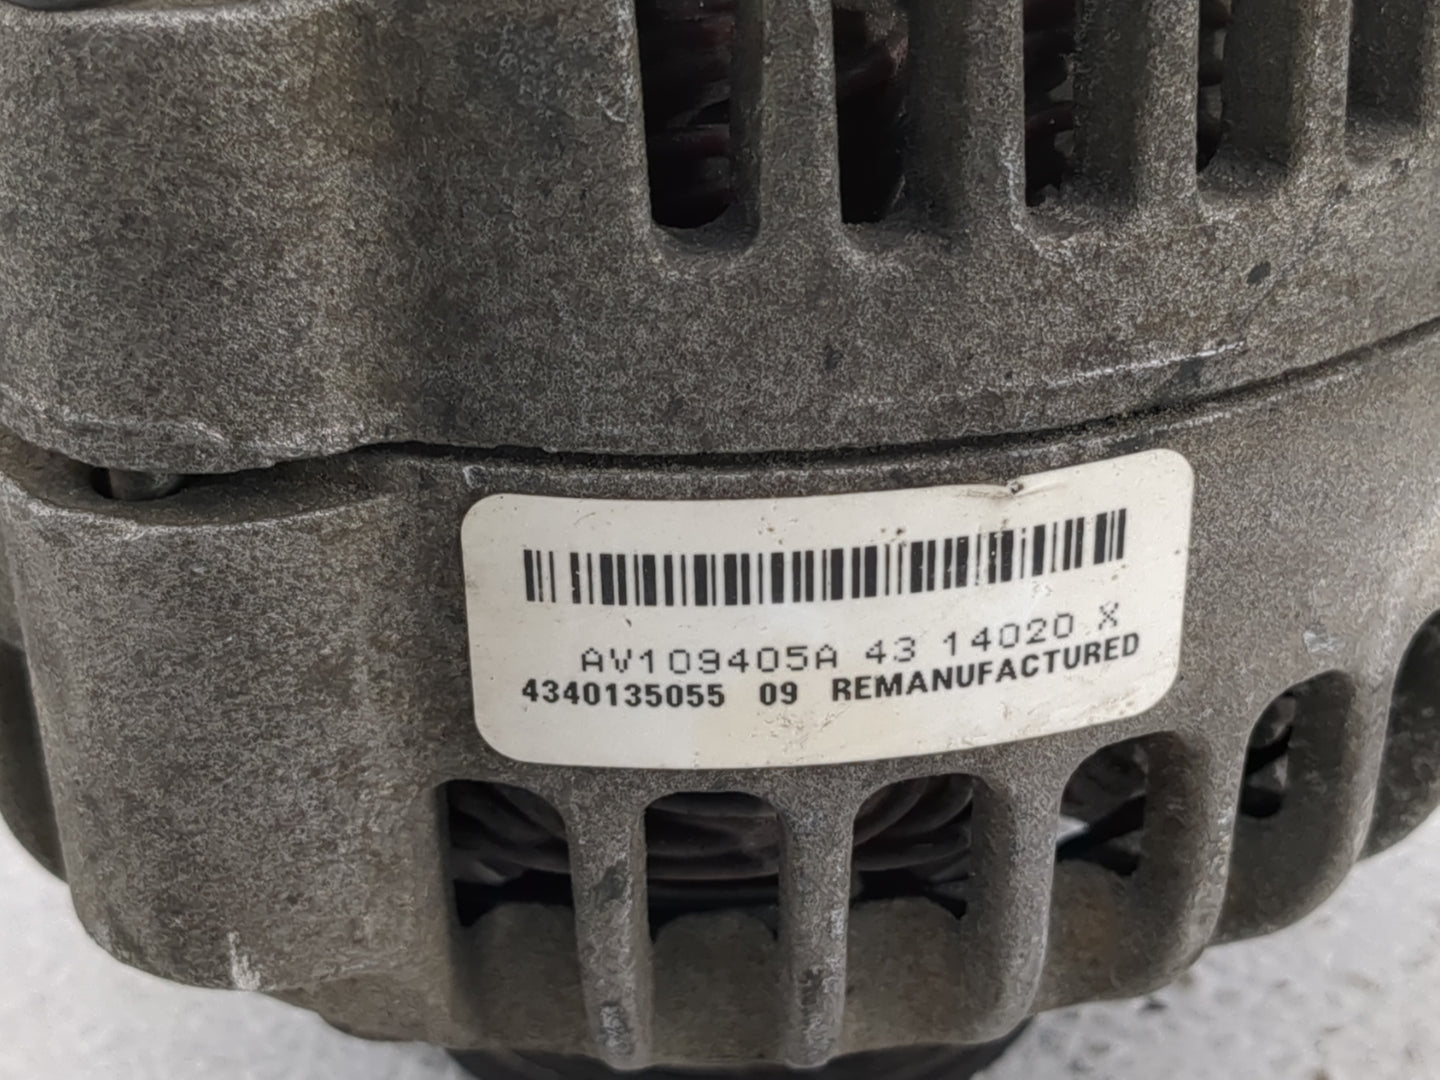 AV109405A 43 14020 X
4340135055 09 REMANUFACTURED